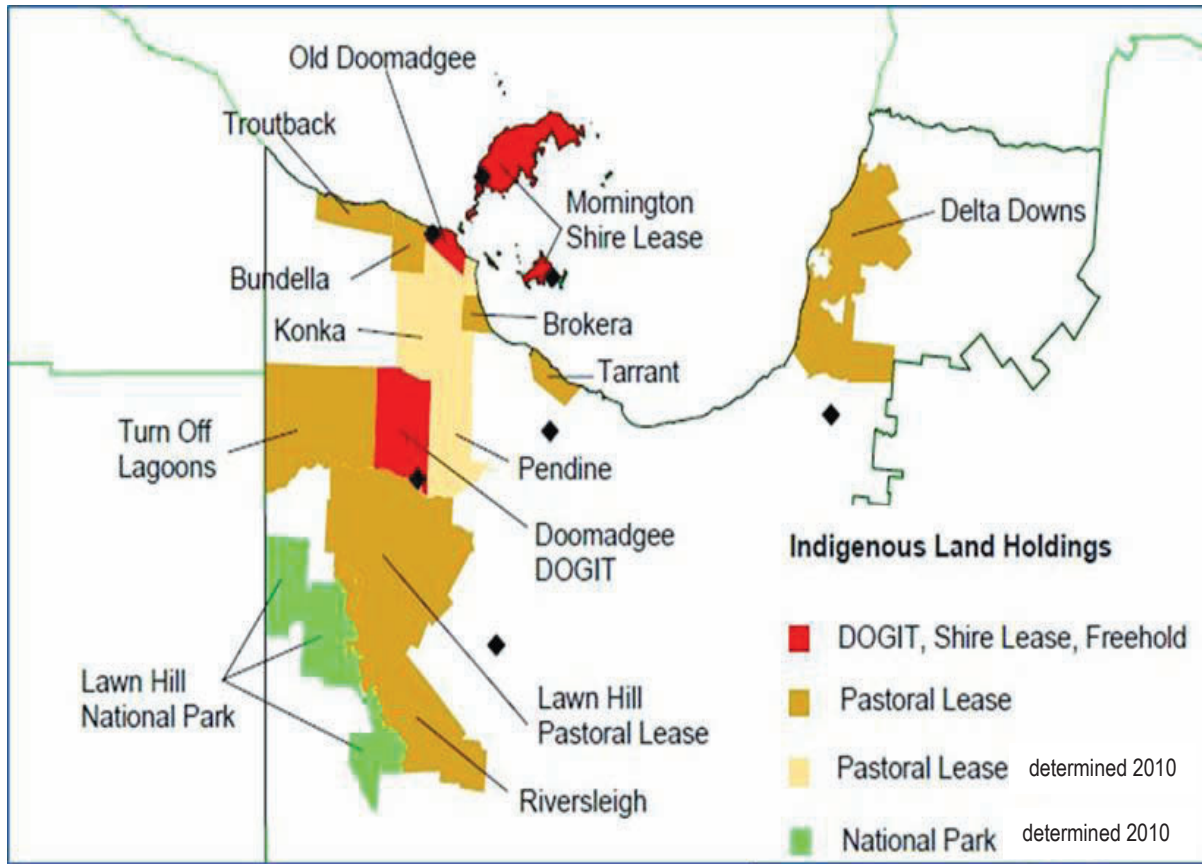 Old Doomadgee
Troutback
Mornington
Shire Lease
Delta Downs
Bundella
Konka
Brokera
Tarrant
Turn Off
Lagoons
Pendine
Doomadgee
DOGIT
Indigenous Land Holdings
DOGIT, Shire Lease, Freehold
Lawn Hill
National Park
Lawn Hill
Pastoral Lease
Pastoral Lease
Pastoral Lease determined 2010
Riversleigh
National Park determined 2010